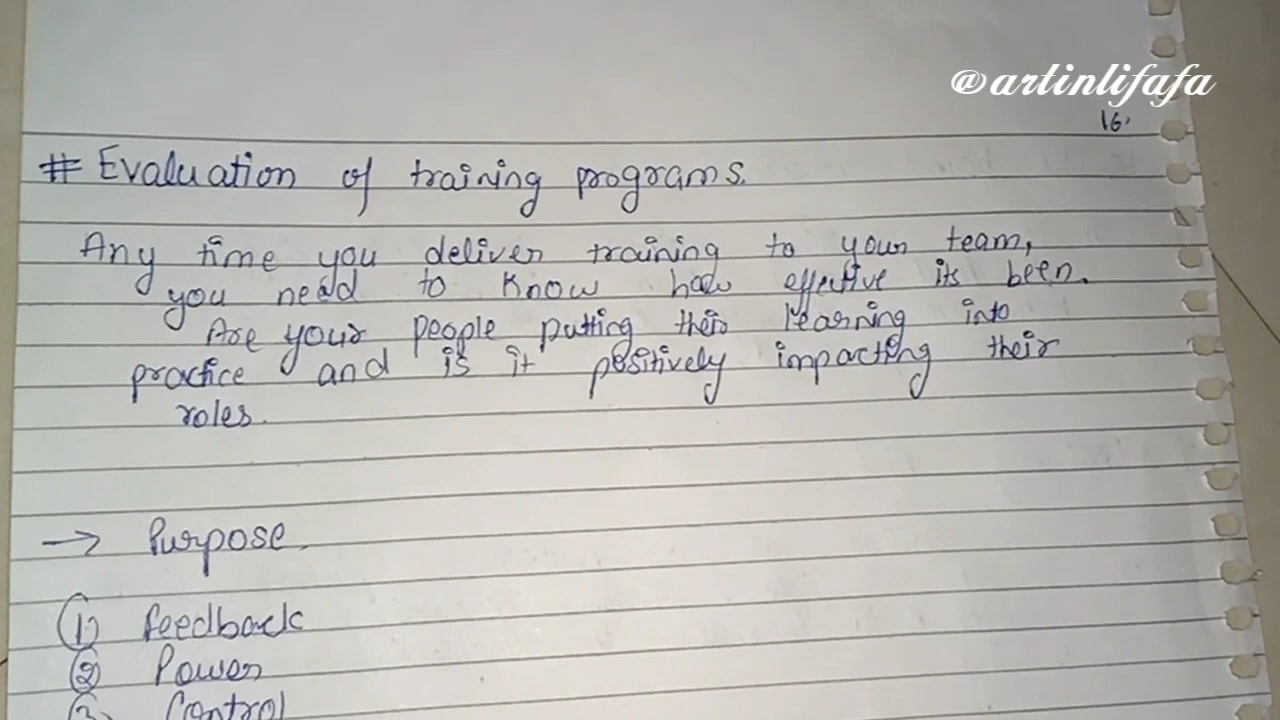 @artinlifafa
16.
# Evaluation of training programs.
Any time you deliver training to your team,
you need to know how effective its been.
Are your people putting their learning into
practice and is it positively impacting their
roles.
→ Purpose
① feedback
② Power
③ Control